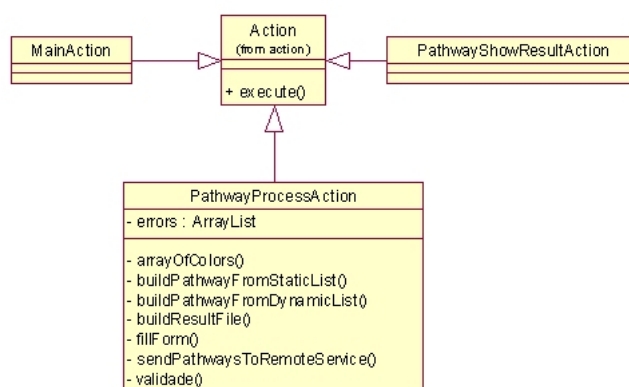 Action
(from action)
+ execute()
MainAction
PathwayShowResultAction
PathwayProcessAction
- errors : ArrayList
- arrayOfColors()
- buildPathwayFromStaticList()
- buildPathwayFromDynamicList()
- buildResultFile()
- fillForm()
- sendPathwaysToRemoteService()
- validade()